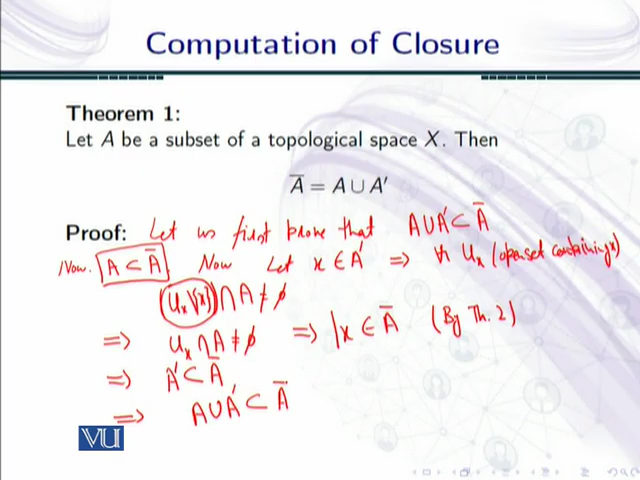 Computation of Closure
Theorem 1:
Let A be a subset of a topological space X. Then
A̅ = A ∪ A′
Proof: Let us first prove that A∪A′ ⊂ A̅
Now. A ⊂ A̅ Now Let x ∈ A′ ⇒ ∀ Uₓ (open set containing x)
(Uₓ\{x}) ∩ A ≠ ϕ
⇒ Uₓ ∩ A ≠ ϕ ⇒ x ∈ A̅ (By Th. 2)
⇒ A′ ⊂ A̅
⇒ A∪A′ ⊂ A̅
VU